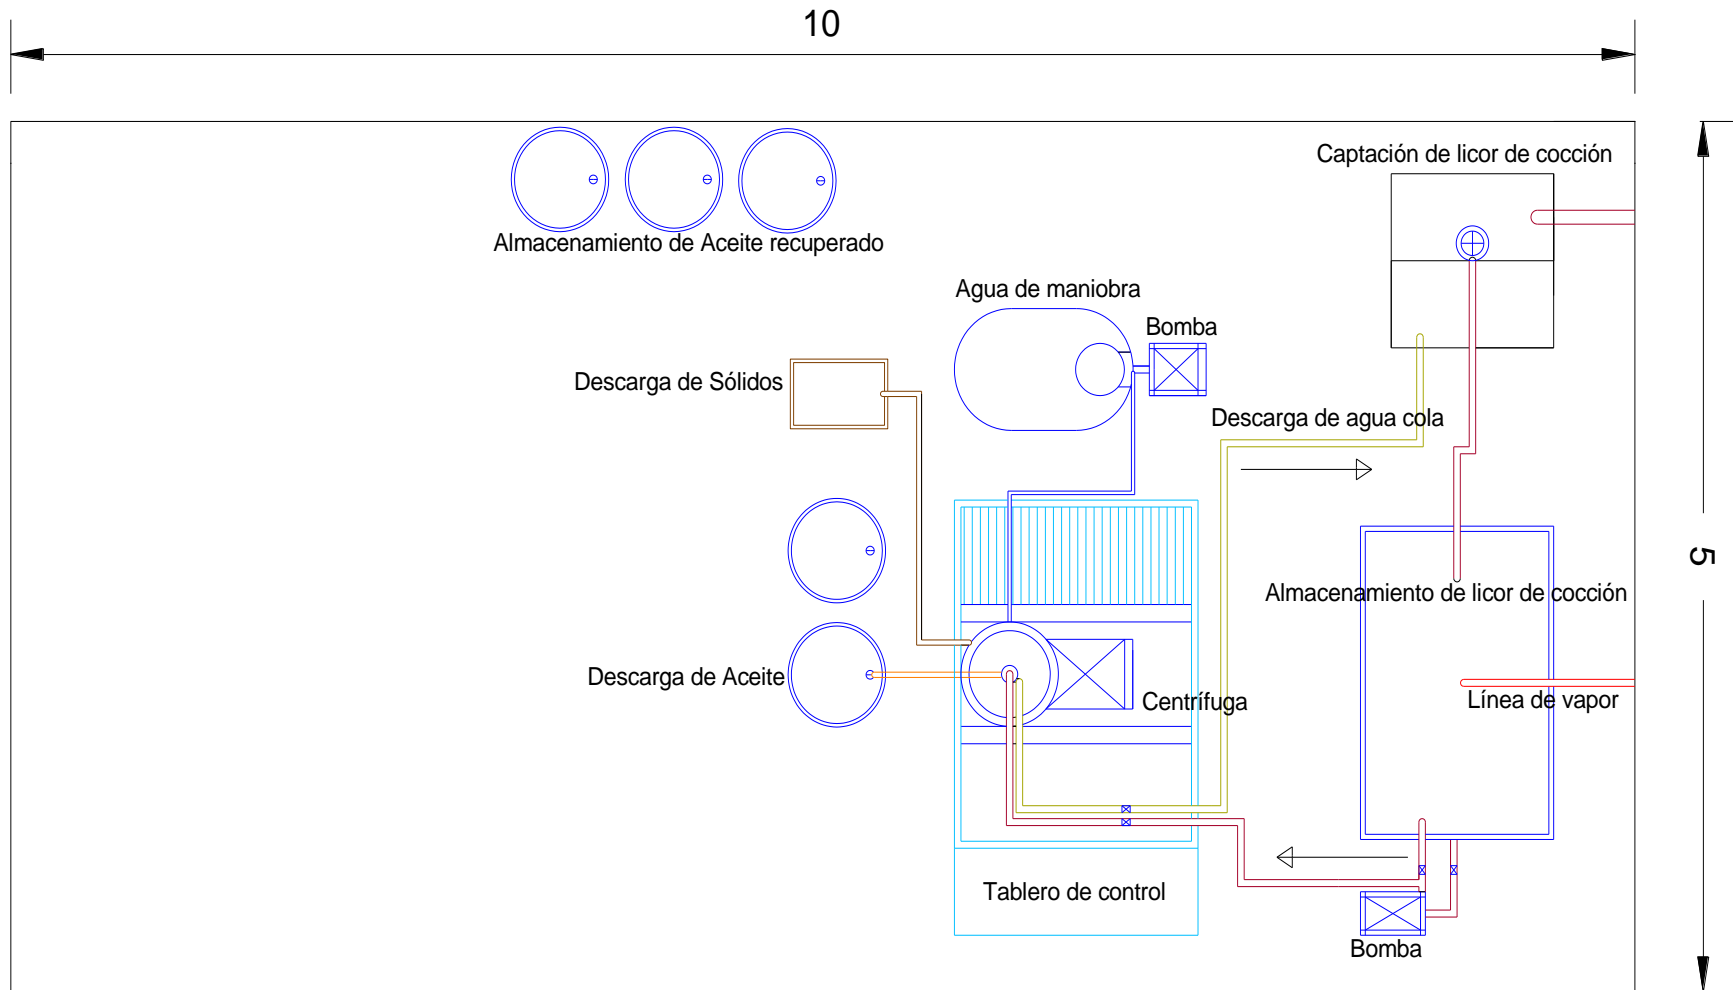 10
Captación de licor de cocción
Almacenamiento de Aceite recuperado
Agua de maniobra
Bomba
Descarga de Sólidos
Descarga de agua cola
5
Almacenamiento de licor de cocción
Descarga de Aceite
Centrífuga
Línea de vapor
Tablero de control
Bomba